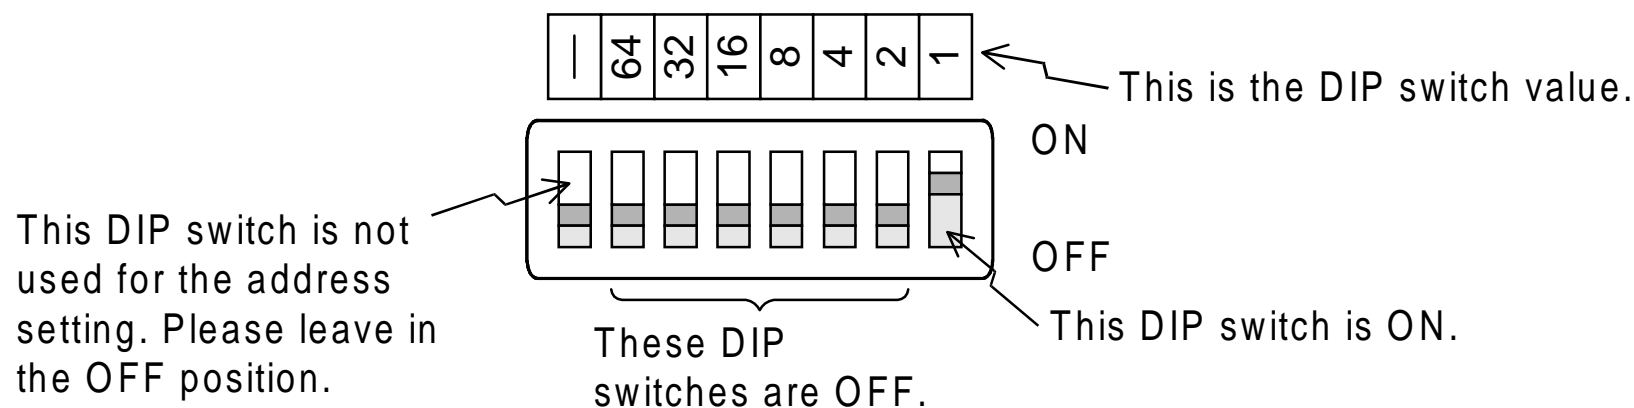 — 64 32 16 8 4 2 1
This is the DIP switch value.
ON
This DIP switch is not
used for the address
setting. Please leave in
the OFF position.
OFF
These DIP
switches are OFF.
This DIP switch is ON.